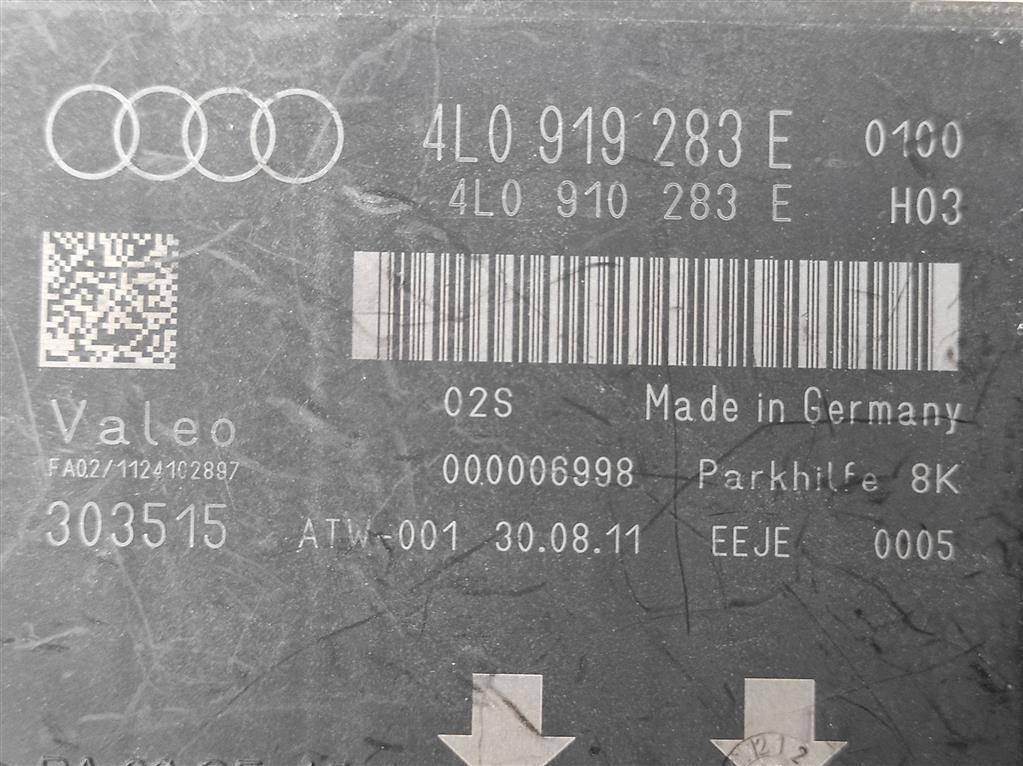 4L0 919 283 E 0100
4L0 910 283 E H03
02S Made in Germany
Valeo
FA02/1124102897
000006998 Parkhilfe 8K
303515
ATW-001 30.08.11 EEJE 0005
212